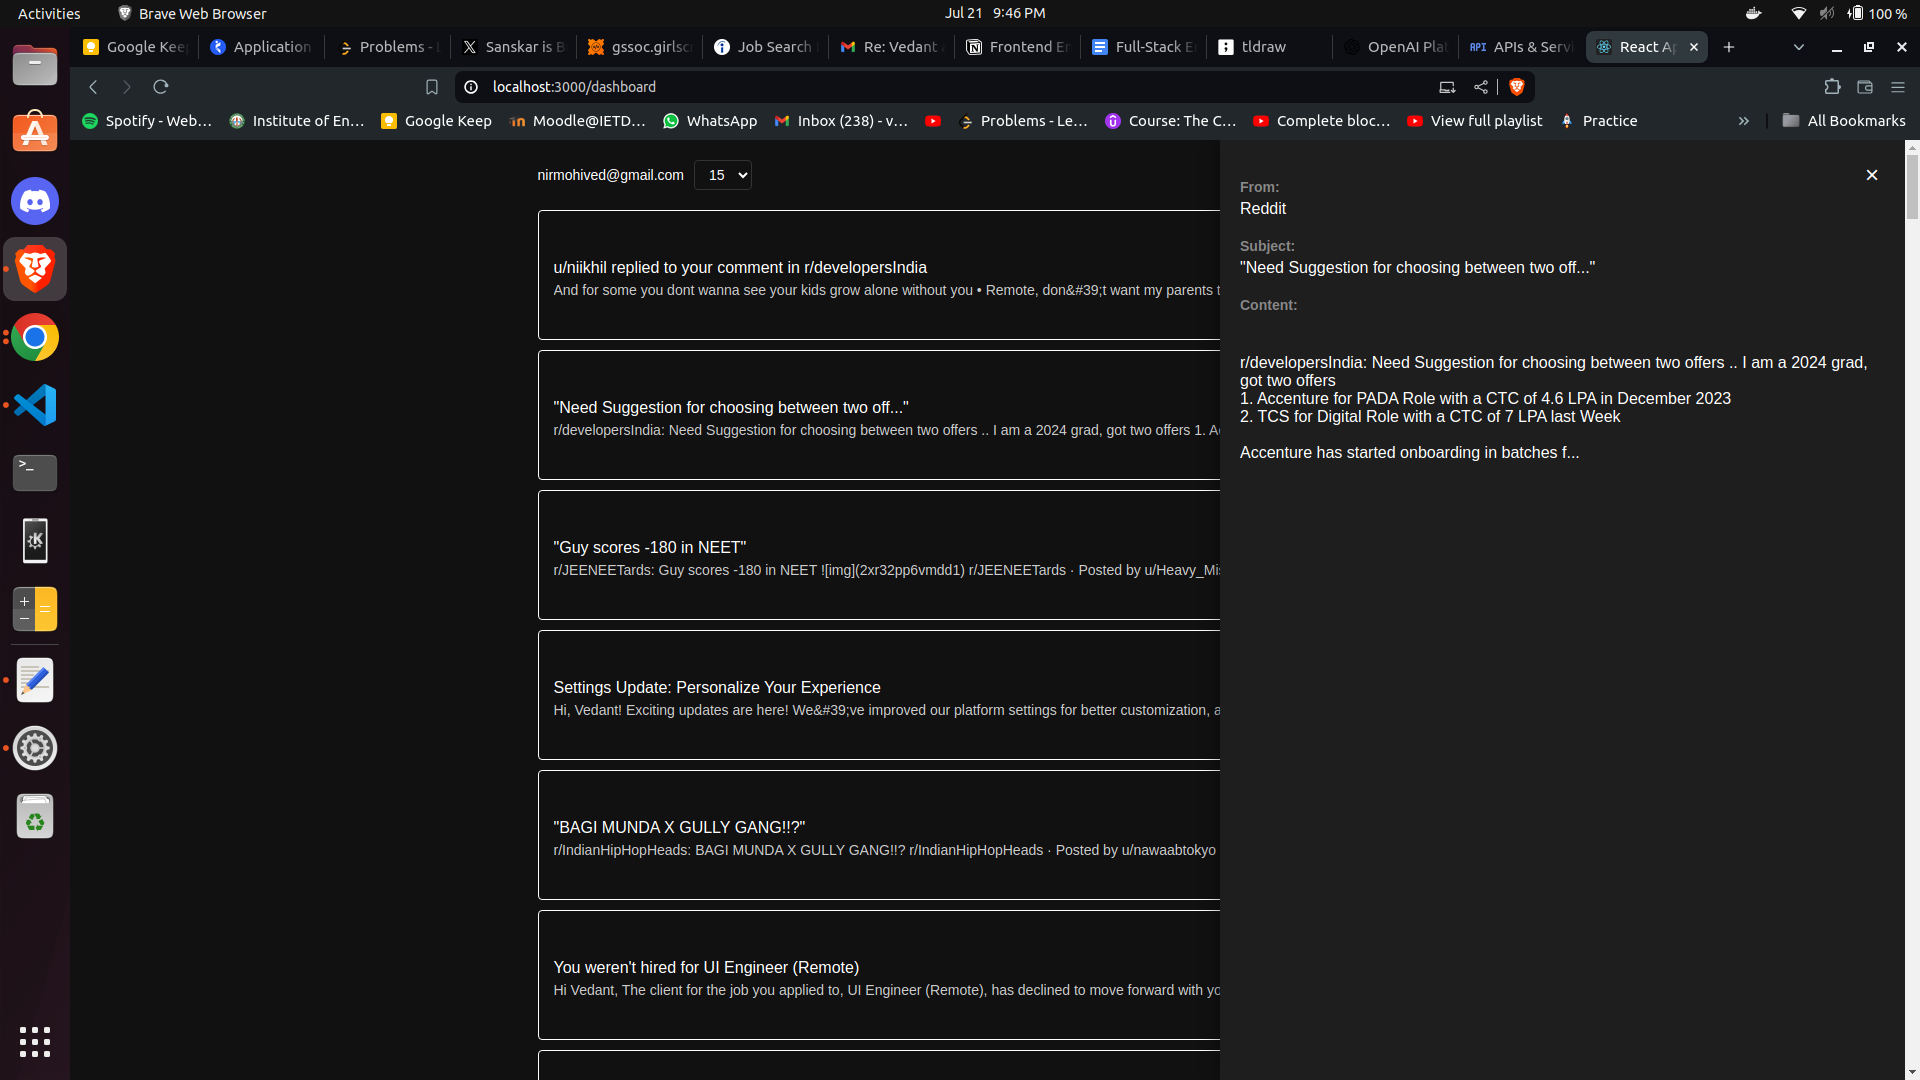 Activities
Brave Web Browser
Jul 21 9:46 PM
100 %
Google Kee
Application
Problems - L
Sanskar is B
gssoc.girlscr
Job Search
Re: Vedant
Frontend En
Full-Stack E
tldraw
OpenAI Plat
API APIs & Servi
React Ap
localhost:3000/dashboard
Spotify - Web...
Institute of En...
Google Keep
Moodle@IETD...
WhatsApp
Inbox (238) - v...
Problems - Le...
Course: The C...
Complete bloc...
View full playlist
Practice
All Bookmarks
nirmohived@gmail.com
15
u/niikhil replied to your comment in r/developersIndia
And for some you dont wanna see your kids grow alone without you • Remote, don&#39;t want my parents t
"Need Suggestion for choosing between two off..."
r/developersIndia: Need Suggestion for choosing between two offers .. I am a 2024 grad, got two offers 1. A
"Guy scores -180 in NEET"
r/JEENEETards: Guy scores -180 in NEET ![img](2xr32pp6vmdd1) r/JEENEETards · Posted by u/Heavy_Mis
Settings Update: Personalize Your Experience
Hi, Vedant! Exciting updates are here! We&#39;ve improved our platform settings for better customization, a
"BAGI MUNDA X GULLY GANG!!?"
r/IndianHipHopHeads: BAGI MUNDA X GULLY GANG!!? r/IndianHipHopHeads · Posted by u/nawaabtokyo
You weren't hired for UI Engineer (Remote)
Hi Vedant, The client for the job you applied to, UI Engineer (Remote), has declined to move forward with yo
From:
Reddit
Subject:
"Need Suggestion for choosing between two off..."
Content:
r/developersIndia: Need Suggestion for choosing between two offers .. I am a 2024 grad,
got two offers
1. Accenture for PADA Role with a CTC of 4.6 LPA in December 2023
2. TCS for Digital Role with a CTC of 7 LPA last Week
Accenture has started onboarding in batches f...